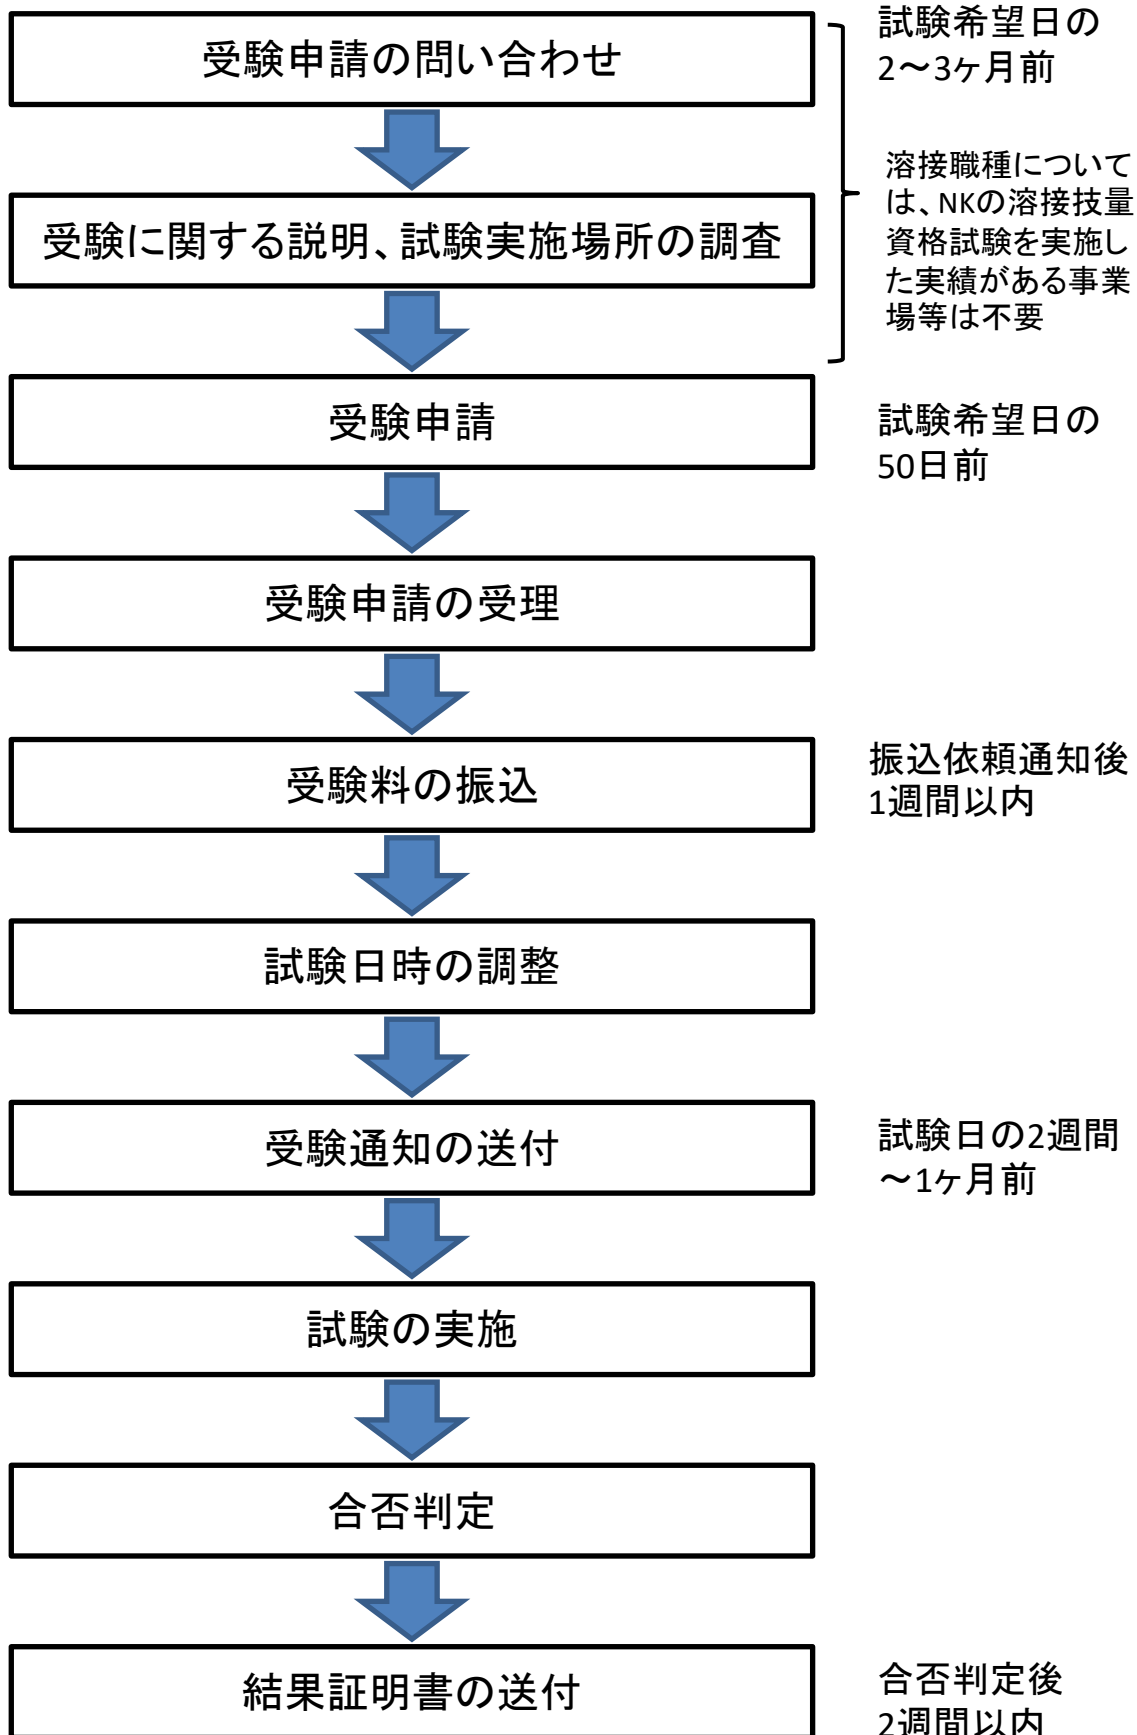 受験申請の問い合わせ
試験希望日の
2～3ヶ月前
溶接職種について
は、NKの溶接技量
資格試験を実施し
た実績がある事業
場等は不要
受験に関する説明、試験実施場所の調査
受験申請
試験希望日の
50日前
受験申請の受理
受験料の振込
振込依頼通知後
1週間以内
試験日時の調整
受験通知の送付
試験日の2週間
～1ヶ月前
試験の実施
合否判定
結果証明書の送付
合否判定後
2週間以内